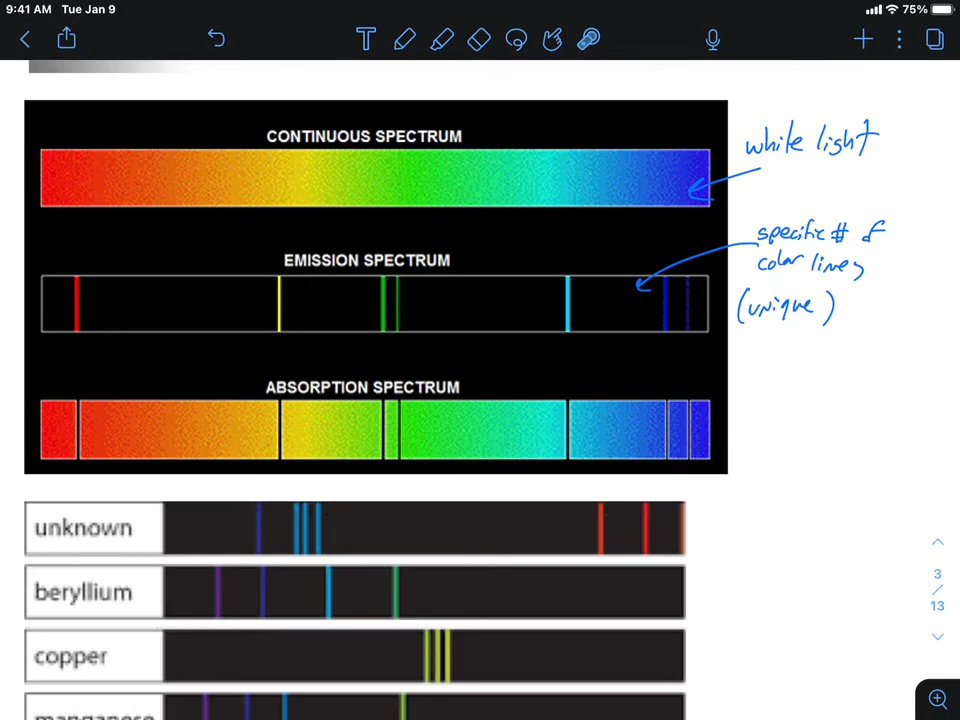 9:41 AM Tue Jan 9
75%
CONTINUOUS SPECTRUM
white light
specific # of
color lines
(unique)
EMISSION SPECTRUM
ABSORPTION SPECTRUM
unknown
beryllium
3
/
13
copper
manganese